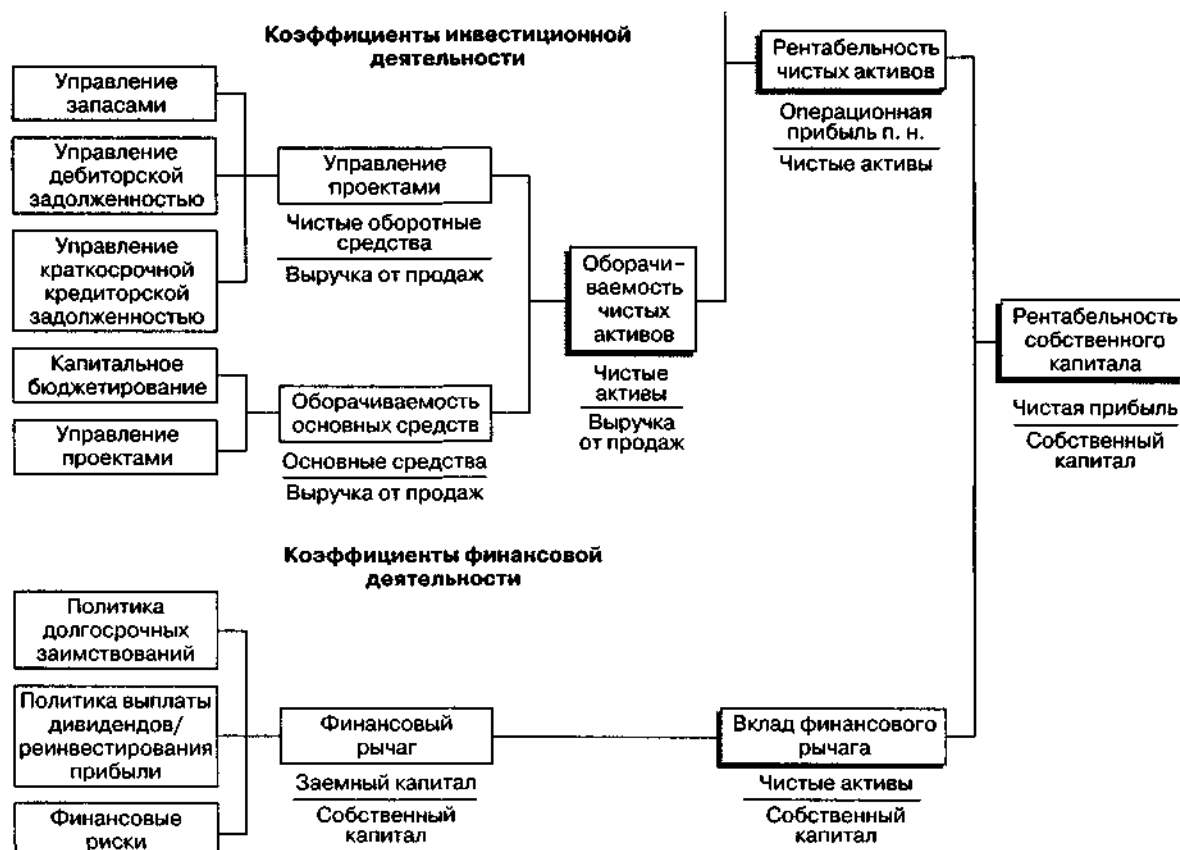 Коэффициенты инвестиционной
деятельности
Управление
запасами
Управление
дебиторской
задолженностью
Управление
краткосрочной
кредиторской
задолженностью
Капитальное
бюджетирование
Управление
проектами
Управление
проектами
Чистые оборотные
средства
Выручка от продаж
Оборачиваемость
основных средств
Основные средства
Выручка от продаж
Оборачи-
ваемость
чистых
активов
Чистые
активы
Выручка
от продаж
Рентабельность
чистых активов
Операционная
прибыль п. н.
Чистые активы
Рентабельность
собственного
капитала
Чистая прибыль
Собственный
капитал
Коэффициенты финансовой
деятельности
Политика
долгосрочных
заимствований
Политика выплаты
дивидендов/
реинвестирования
прибыли
Финансовые
риски
Финансовый
рычаг
Заемный капитал
Собственный
капитал
Вклад финансового
рычага
Чистые активы
Собственный
капитал